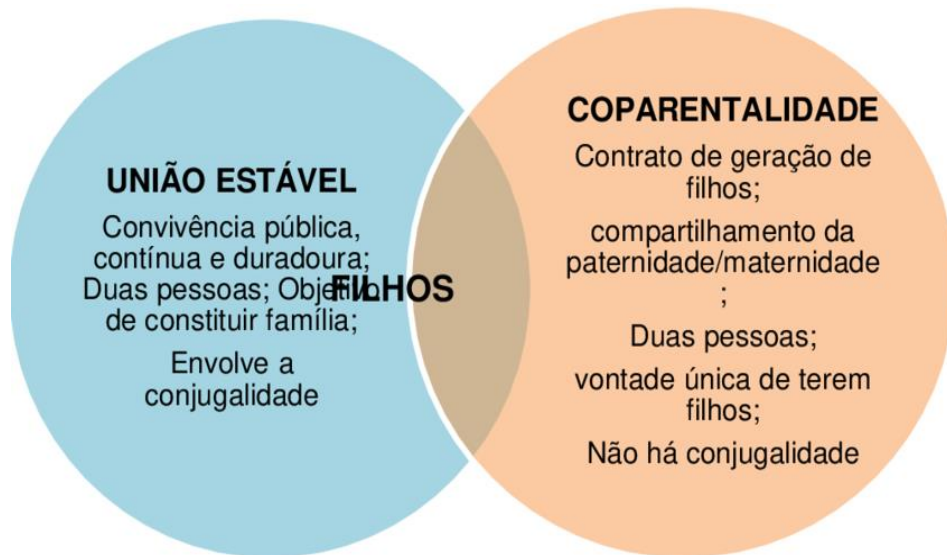 UNIÃO ESTÁVEL
Convivência pública,
contínua e duradoura;
Duas pessoas; Objetivo
de constituir família;
Envolve a
conjugalidade
FILHOS
COPARENTALIDADE
Contrato de geração de
filhos;
compartilhamento da
paternidade/maternidade
;
Duas pessoas;
vontade única de terem
filhos;
Não há conjugalidade